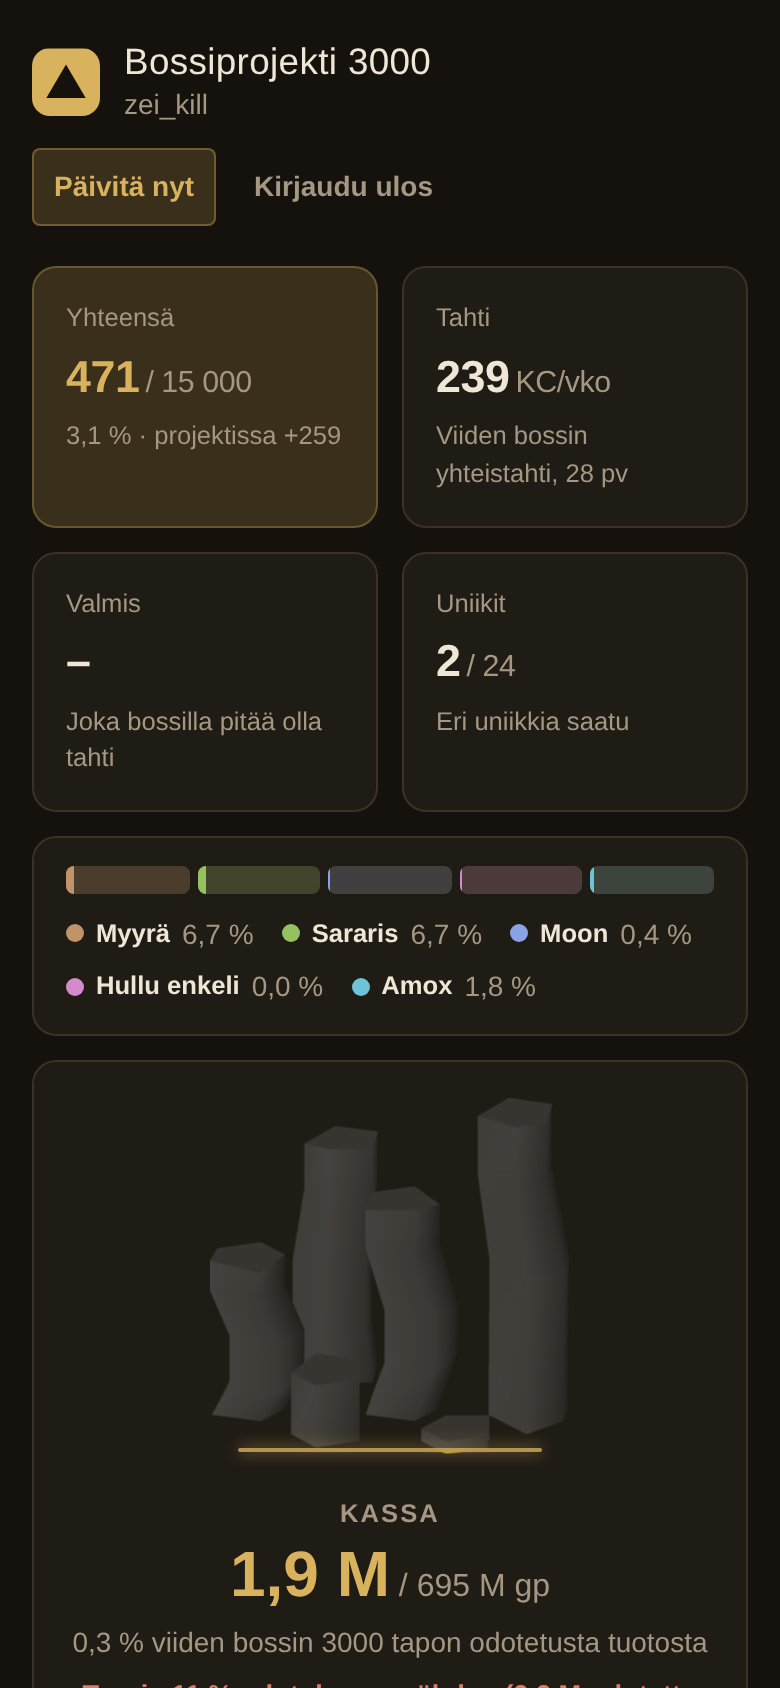 Bossiprojekti 3000
zei_kill
Päivitä nyt
Kirjaudu ulos
Yhteensä
471 / 15 000
3,1 % · projektissa +259
Tahti
239 KC/vko
Viiden bossin
yhteistahti, 28 pv
Valmis
–
Joka bossilla pitää olla
tahti
Uniikit
2 / 24
Eri uniikkia saatu
Myyrä 6,7 % Sararis 6,7 % Moon 0,4 %
Hullu enkeli 0,0 % Amox 1,8 %
KASSA
1,9 M / 695 M gp
0,3 % viiden bossin 3000 tapon odotetusta tuotosta